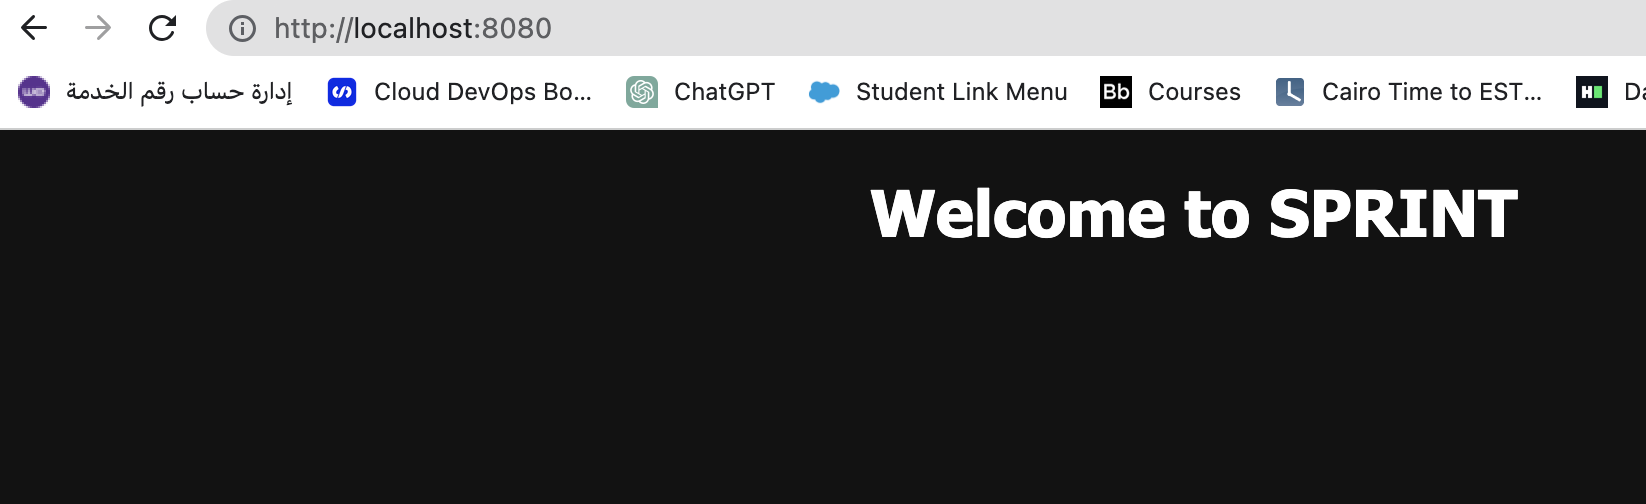 http://localhost:8080
إدارة حساب رقم الخدمة Cloud DevOps Bo... ChatGPT Student Link Menu Bb Courses Cairo Time to EST... H Da
Welcome to SPRINT